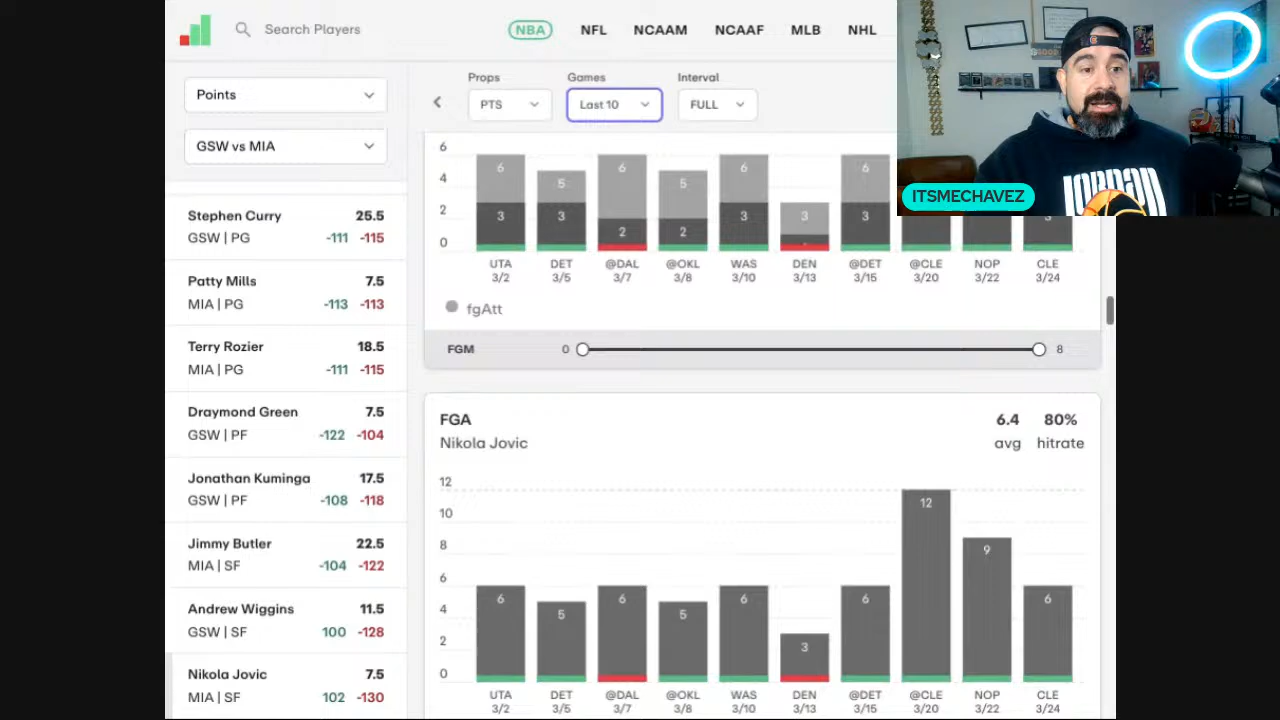 Search Players
NBA NFL NCAAM NCAAF MLB NHL
Points
GSW vs MIA
Props Games Interval
PTS Last 10 FULL
Stephen Curry 25.5
GSW | PG -111 -115
Patty Mills 7.5
MIA | PG -113 -113
Terry Rozier 18.5
MIA | PG -111 -115
Draymond Green 7.5
GSW | PF -122 -104
Jonathan Kuminga 17.5
GSW | PF -108 -118
Jimmy Butler 22.5
MIA | SF -104 -122
Andrew Wiggins 11.5
GSW | SF 100 -128
Nikola Jovic 7.5
MIA | SF 102 -130
6
4
2
0
6 5 6 5 6 3 6
3 3 2 2 3 3 3
UTA DET @DAL @OKL WAS DEN @DET @CLE NOP CLE
3/2 3/5 3/7 3/8 3/10 3/13 3/15 3/20 3/22 3/24
fgAtt
FGM 0 8
FGA 6.4 80%
Nikola Jovic avg hitrate
12
10
8
6
4
2
0
6 5 6 5 6 3 6 12 9 6
UTA DET @DAL @OKL WAS DEN @DET @CLE NOP CLE
3/2 3/5 3/7 3/8 3/10 3/13 3/15 3/20 3/22 3/24
ITSMECHAVEZ
JORDAN